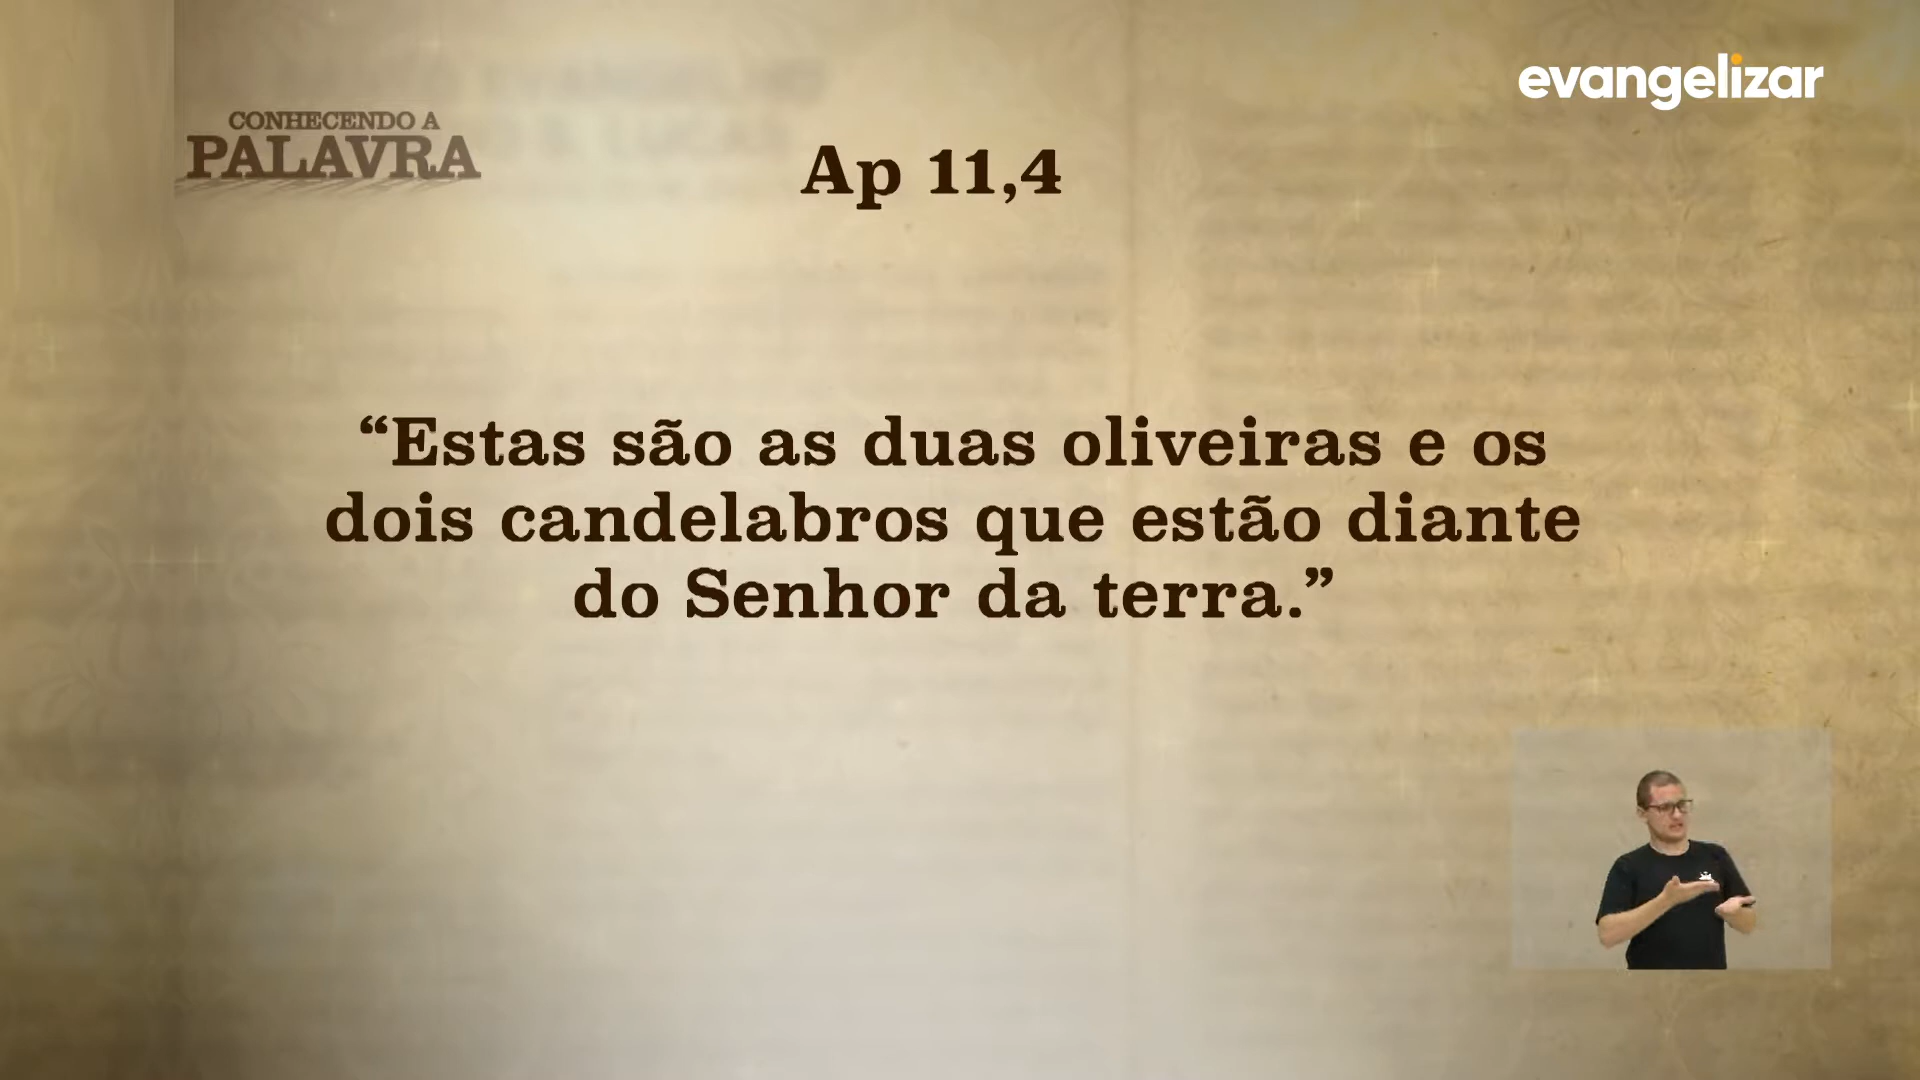 evangelizar
CONHECENDO A
PALAVRA
Ap 11,4
“Estas são as duas oliveiras e os
dois candelabros que estão diante
do Senhor da terra.”